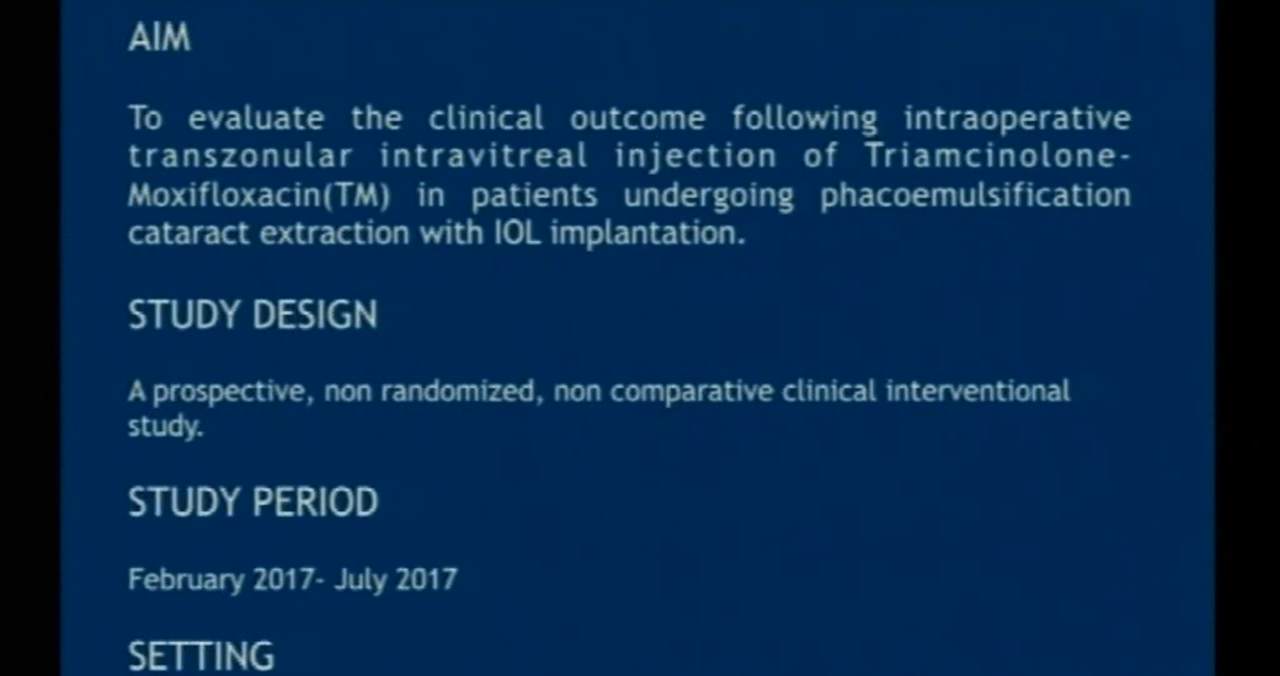 AIM
To evaluate the clinical outcome following intraoperative
transzonular intravitreal injection of Triamcinolone-
Moxifloxacin(TM) in patients undergoing phacoemulsification
cataract extraction with IOL implantation.
STUDY DESIGN
A prospective, non randomized, non comparative clinical interventional
study.
STUDY PERIOD
February 2017- July 2017
SETTING